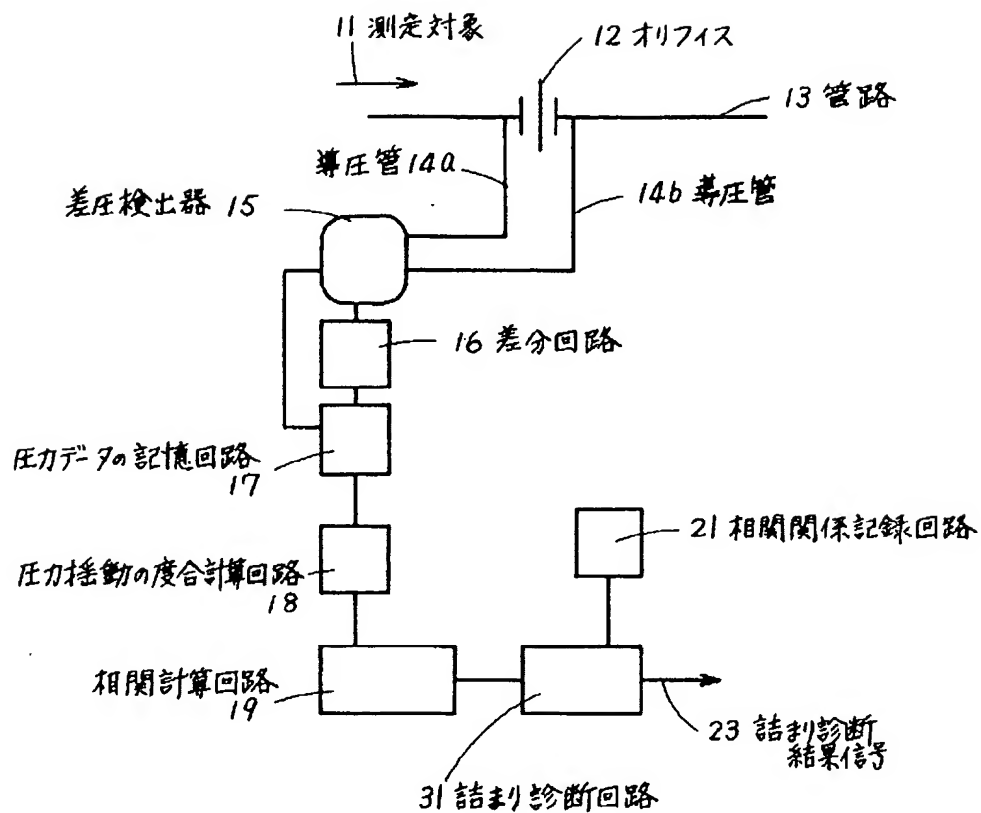 11 測定対象
12 オリフィス
13 管路
導圧管14a
14b 導圧管
差圧検出器 15
16 差分回路
圧力データの記憶回路
17
21 相関関係記録回路
圧力揺動の度合計算回路
18
相関計算回路
19
23 詰まり診断
結果信号
31 詰まり診断回路